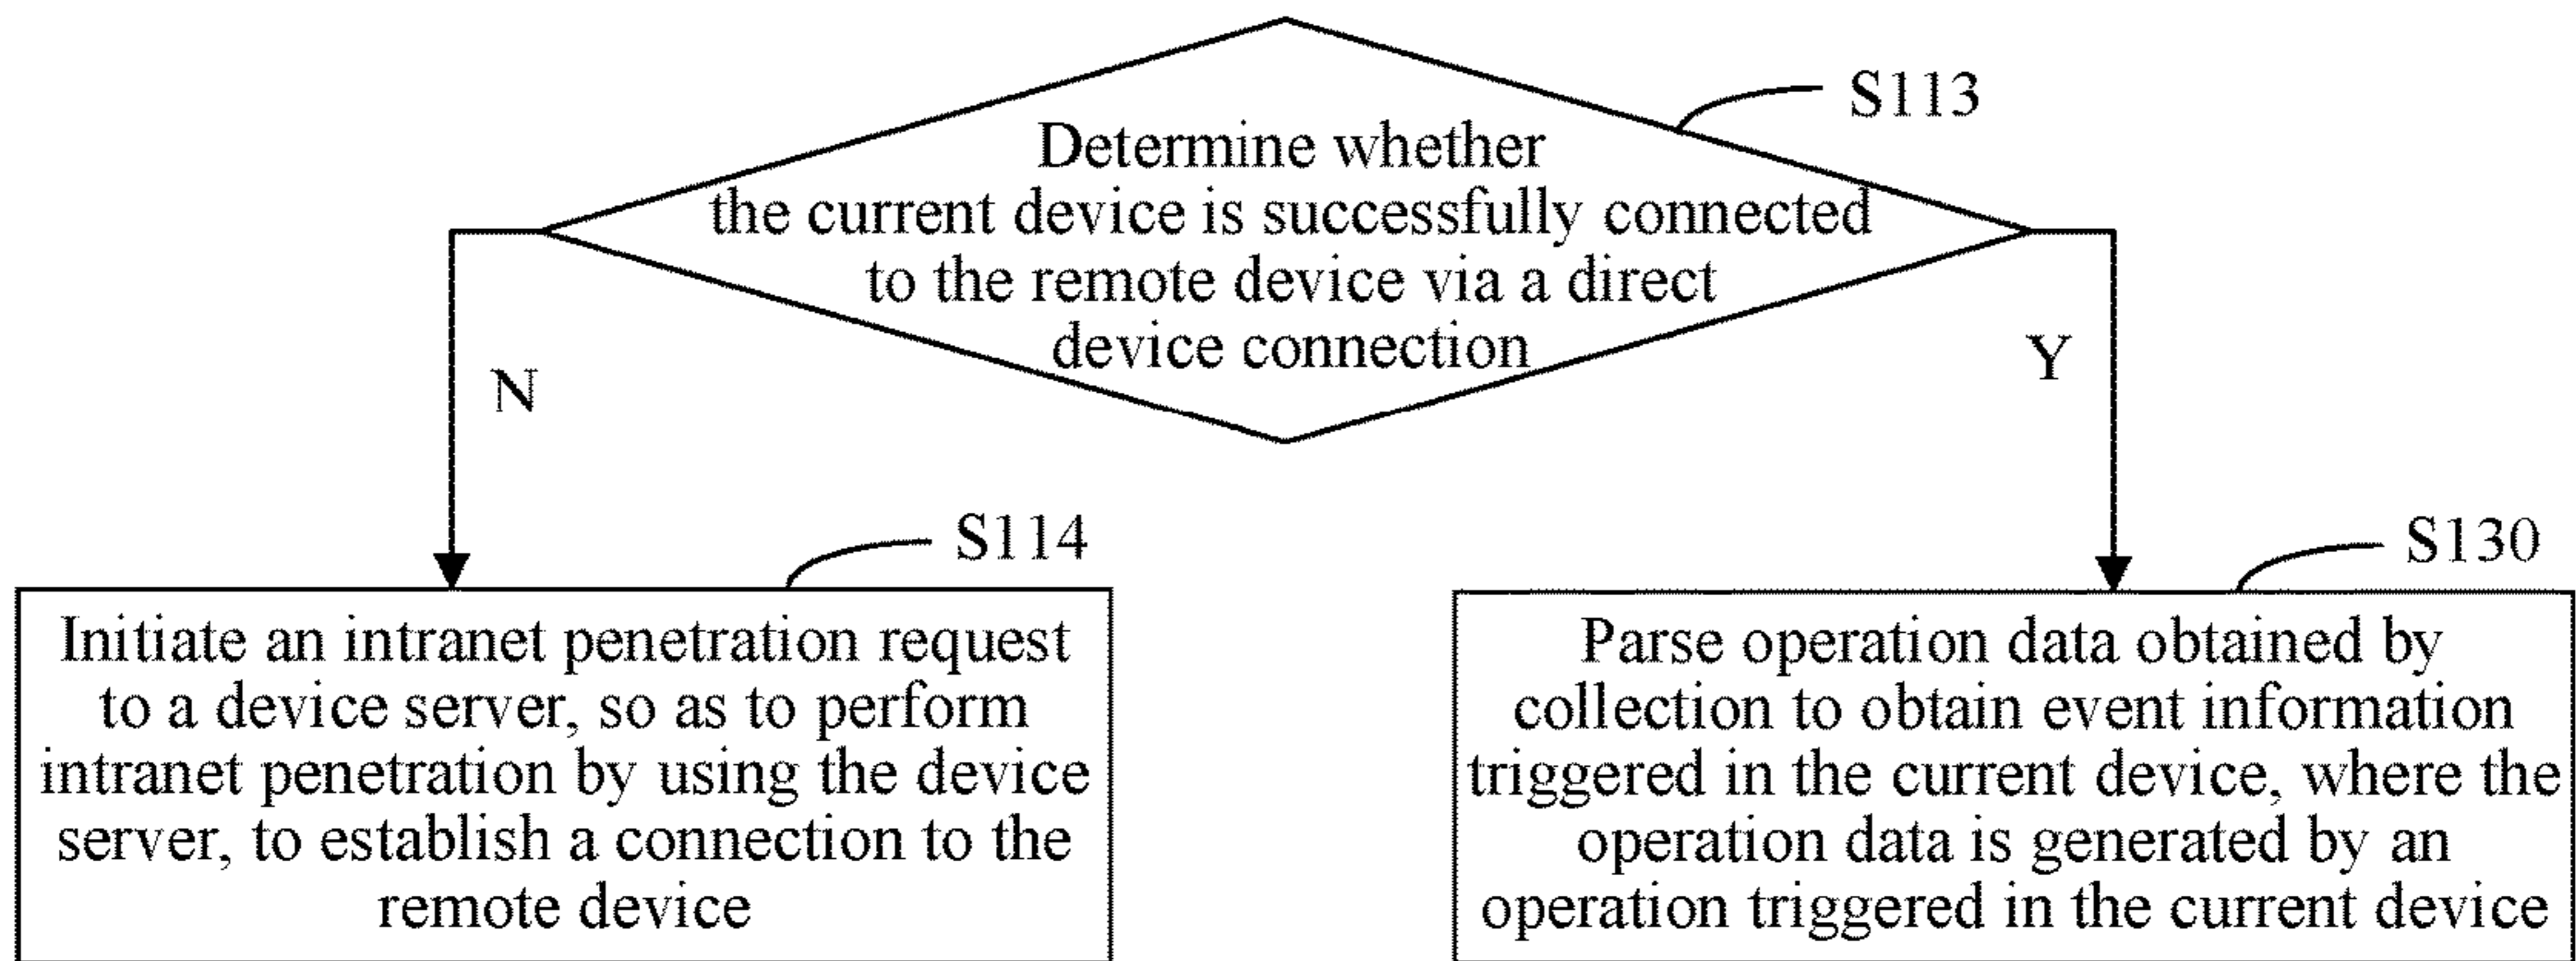 S113
Determine whether
the current device is successfully connected
to the remote device via a direct
device connection
N
Y
S114
Initiate an intranet penetration request
to a device server, so as to perform
intranet penetration by using the device
server, to establish a connection to the
remote device
S130
Parse operation data obtained by
collection to obtain event information
triggered in the current device, where the
operation data is generated by an
operation triggered in the current device